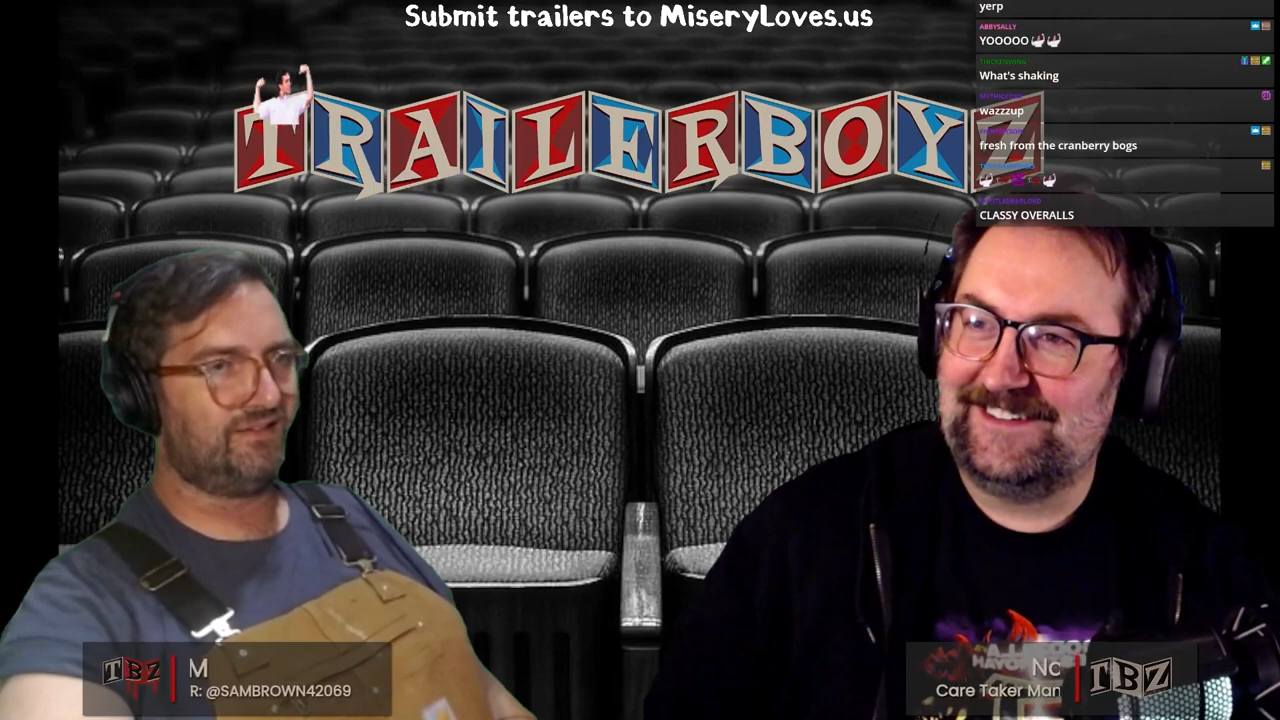 Submit trailers to MiseryLoves.us
TRAILERBOYZ
yerp
ABBYSALLY
YOOOOO
THICKENWING
What's shaking
wazzzup
fresh from the cranberry bogs
CLASSY OVERALLS
TBZ
M
R: @SAMBROWN42069
Nc
Care Taker Man
TBZ